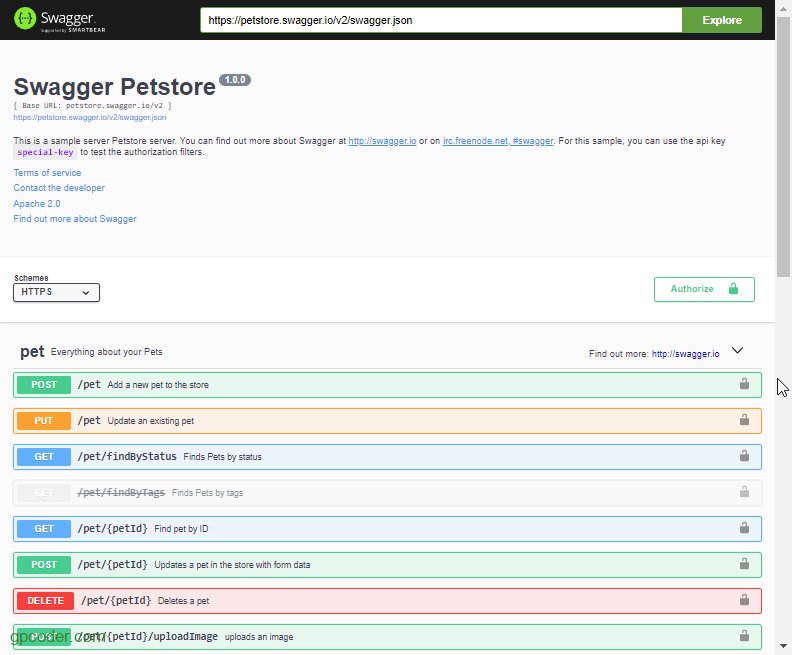 Swagger.
Supported by SMARTBEAR
https://petstore.swagger.io/v2/swagger.json
Explore
Swagger Petstore 1.0.0
[ Base URL: petstore.swagger.io/v2 ]
https://petstore.swagger.io/v2/swagger.json
This is a sample server Petstore server. You can find out more about Swagger at http://swagger.io or on irc.freenode.net, #swagger. For this sample, you can use the api key
special-key to test the authorization filters.
Terms of service
Contact the developer
Apache 2.0
Find out more about Swagger
Schemes
HTTPS
Authorize
pet Everything about your Pets
Find out more: http://swagger.io
POST /pet Add a new pet to the store
PUT /pet Update an existing pet
GET /pet/findByStatus Finds Pets by status
GET /pet/findByTags Finds Pets by tags
GET /pet/{petId} Find pet by ID
POST /pet/{petId} Updates a pet in the store with form data
DELETE /pet/{petId} Deletes a pet
POST /pet/{petId}/uploadImage uploads an image
gpcoder.com